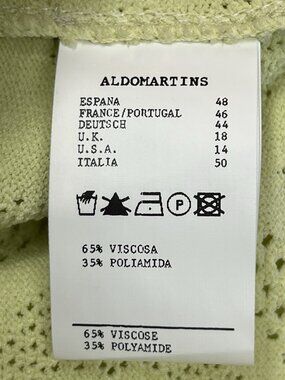 ALDOMARTINS
ESPANA 48
FRANCE/PORTUGAL 46
DEUTSCH 44
U.K. 18
U.S.A. 14
ITALIA 50
P
65% VISCOSA
35% POLIAMIDA
65% VISCOSE
35% POLYAMIDE